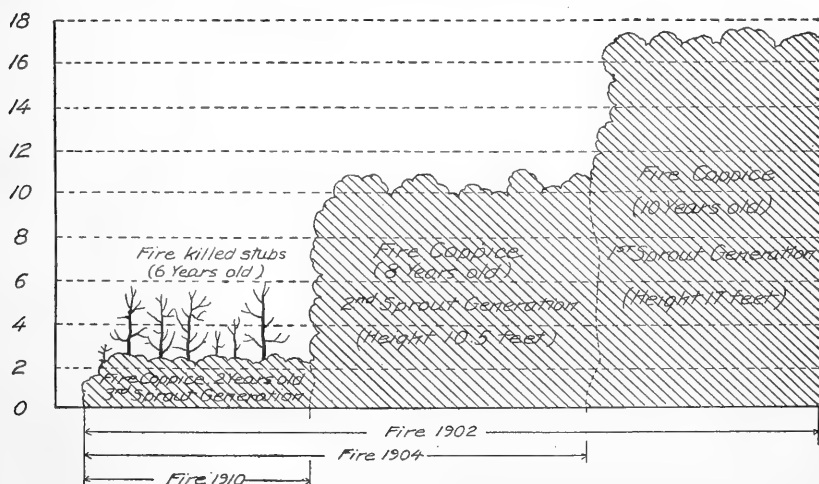 18
16
14
12
10
8
6
4
2
0
Fire Killed stubs
(6 Years old)
Fire Coppice, 2 Years old
3rd Sprout Generation
Fire Coppice
(8 Years old)
2nd Sprout Generation
(Height 10.5 feet)
Fire Coppice
(10 Years old)
1st Sprout Generation
(Height 17 feet)
Fire 1902
Fire 1904
Fire 1910